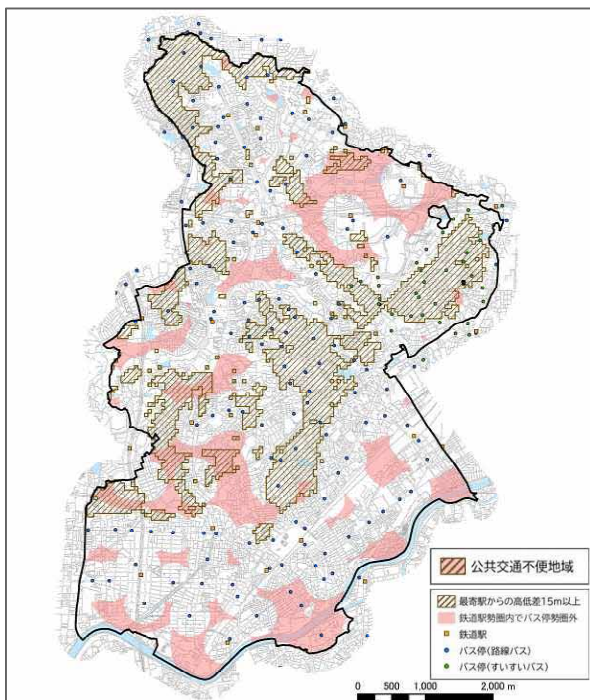 公共交通不便地域
最寄駅からの高低差15m以上
鉄道駅勢圏内でバス停勢圏外
鉄道駅
バス停(路線バス)
バス停(すいすいバス)
0 500 1,000 2,000 m